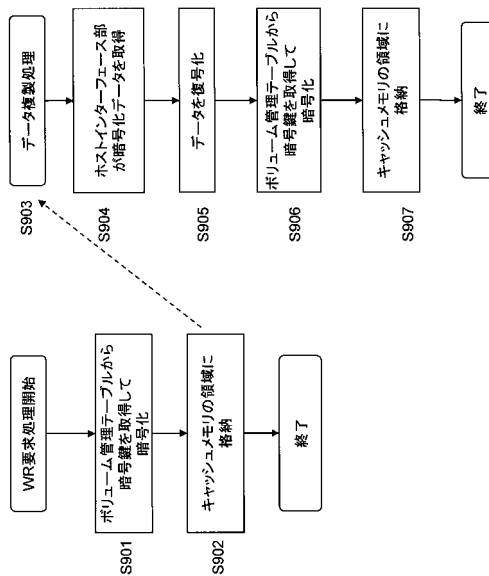 WR要求処理開始
S901
ボリューム管理テーブルから
暗号鍵を取得して
暗号化
S902
キャッシュメモリの領域に
格納
終了
S903
データ複製処理
S904
ホストインターフェース部
が暗号化データを取得
S905
データを復号化
S906
ボリューム管理テーブルから
暗号鍵を取得して
暗号化
S907
キャッシュメモリの領域に
格納
終了